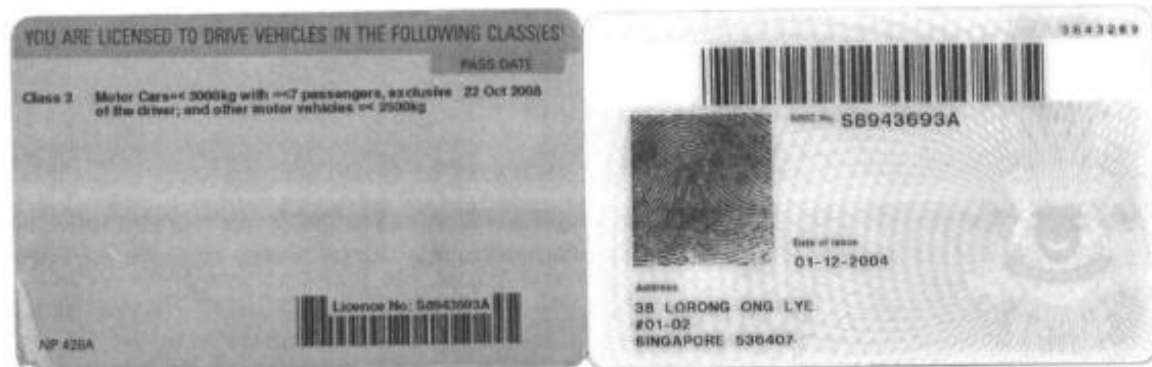 YOU ARE LICENSED TO DRIVE VEHICLES IN THE FOLLOWING CLASS(ES)
PASS DATE
Class 3 Motor Cars=< 3000kg with =<7 passengers, exclusive 22 Oct 2008
of the driver; and other motor vehicles =< 2500kg
Licence No: S8943693A
NP 428A
3643269
NRIC No. S8943693A
Date of issue
01-12-2004
Address
38 LORONG ONG LYE
#01-02
SINGAPORE 536407